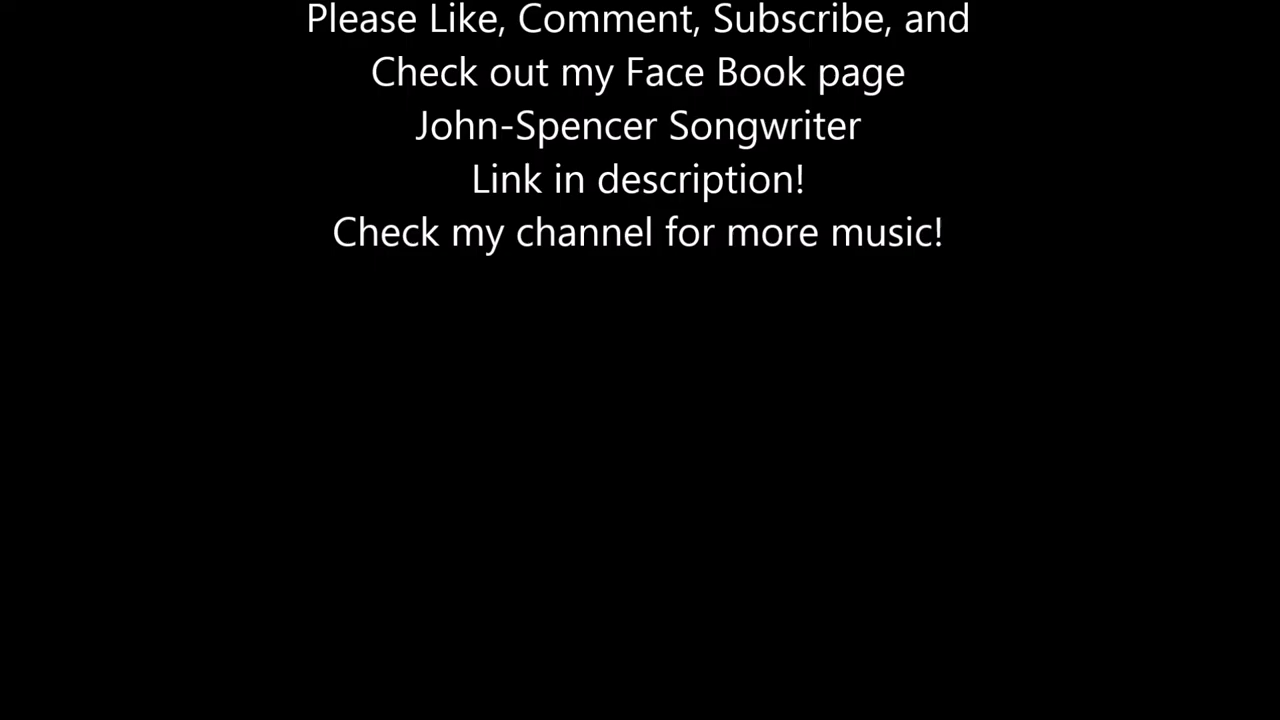 Please Like, Comment, Subscribe, and
Check out my Face Book page
John-Spencer Songwriter
Link in description!
Check my channel for more music!